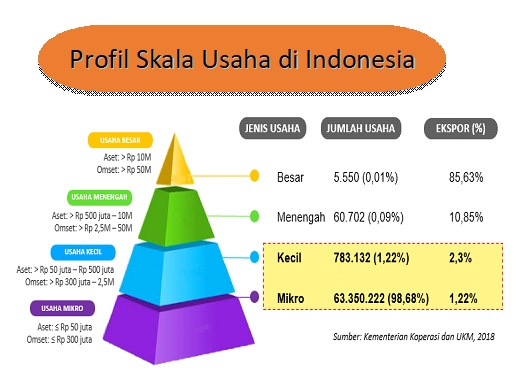 Profil Skala Usaha di Indonesia
JENIS USAHA JUMLAH USAHA EKSPOR (%)
USAHA BESAR
Aset: > Rp 10M
Omset: > Rp 50M
Besar 5.550 (0,01%) 85,63%
USAHA MENENGAH
Aset: > Rp 500 juta – 10M
Omset: > Rp 2,5M – 50M
Menengah 60.702 (0,09%) 10,85%
USAHA KECIL
Aset: > Rp 50 juta – Rp 500 juta
Omset: > Rp 300 juta – 2,5M
Kecil 783.132 (1,22%) 2,3%
USAHA MIKRO
Aset: ≤ Rp 50 juta
Omset: ≤ Rp 300 juta
Mikro 63.350.222 (98,68%) 1,22%
Sumber: Kementerian Koperasi dan UKM, 2018